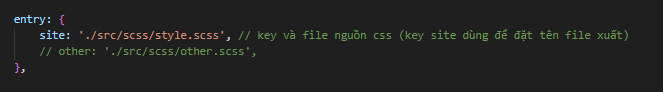 entry: {
site: './src/scss/style.scss', // key và file nguồn css (key site dùng để đặt tên file xuất)
// other: './src/scss/other.scss',
},